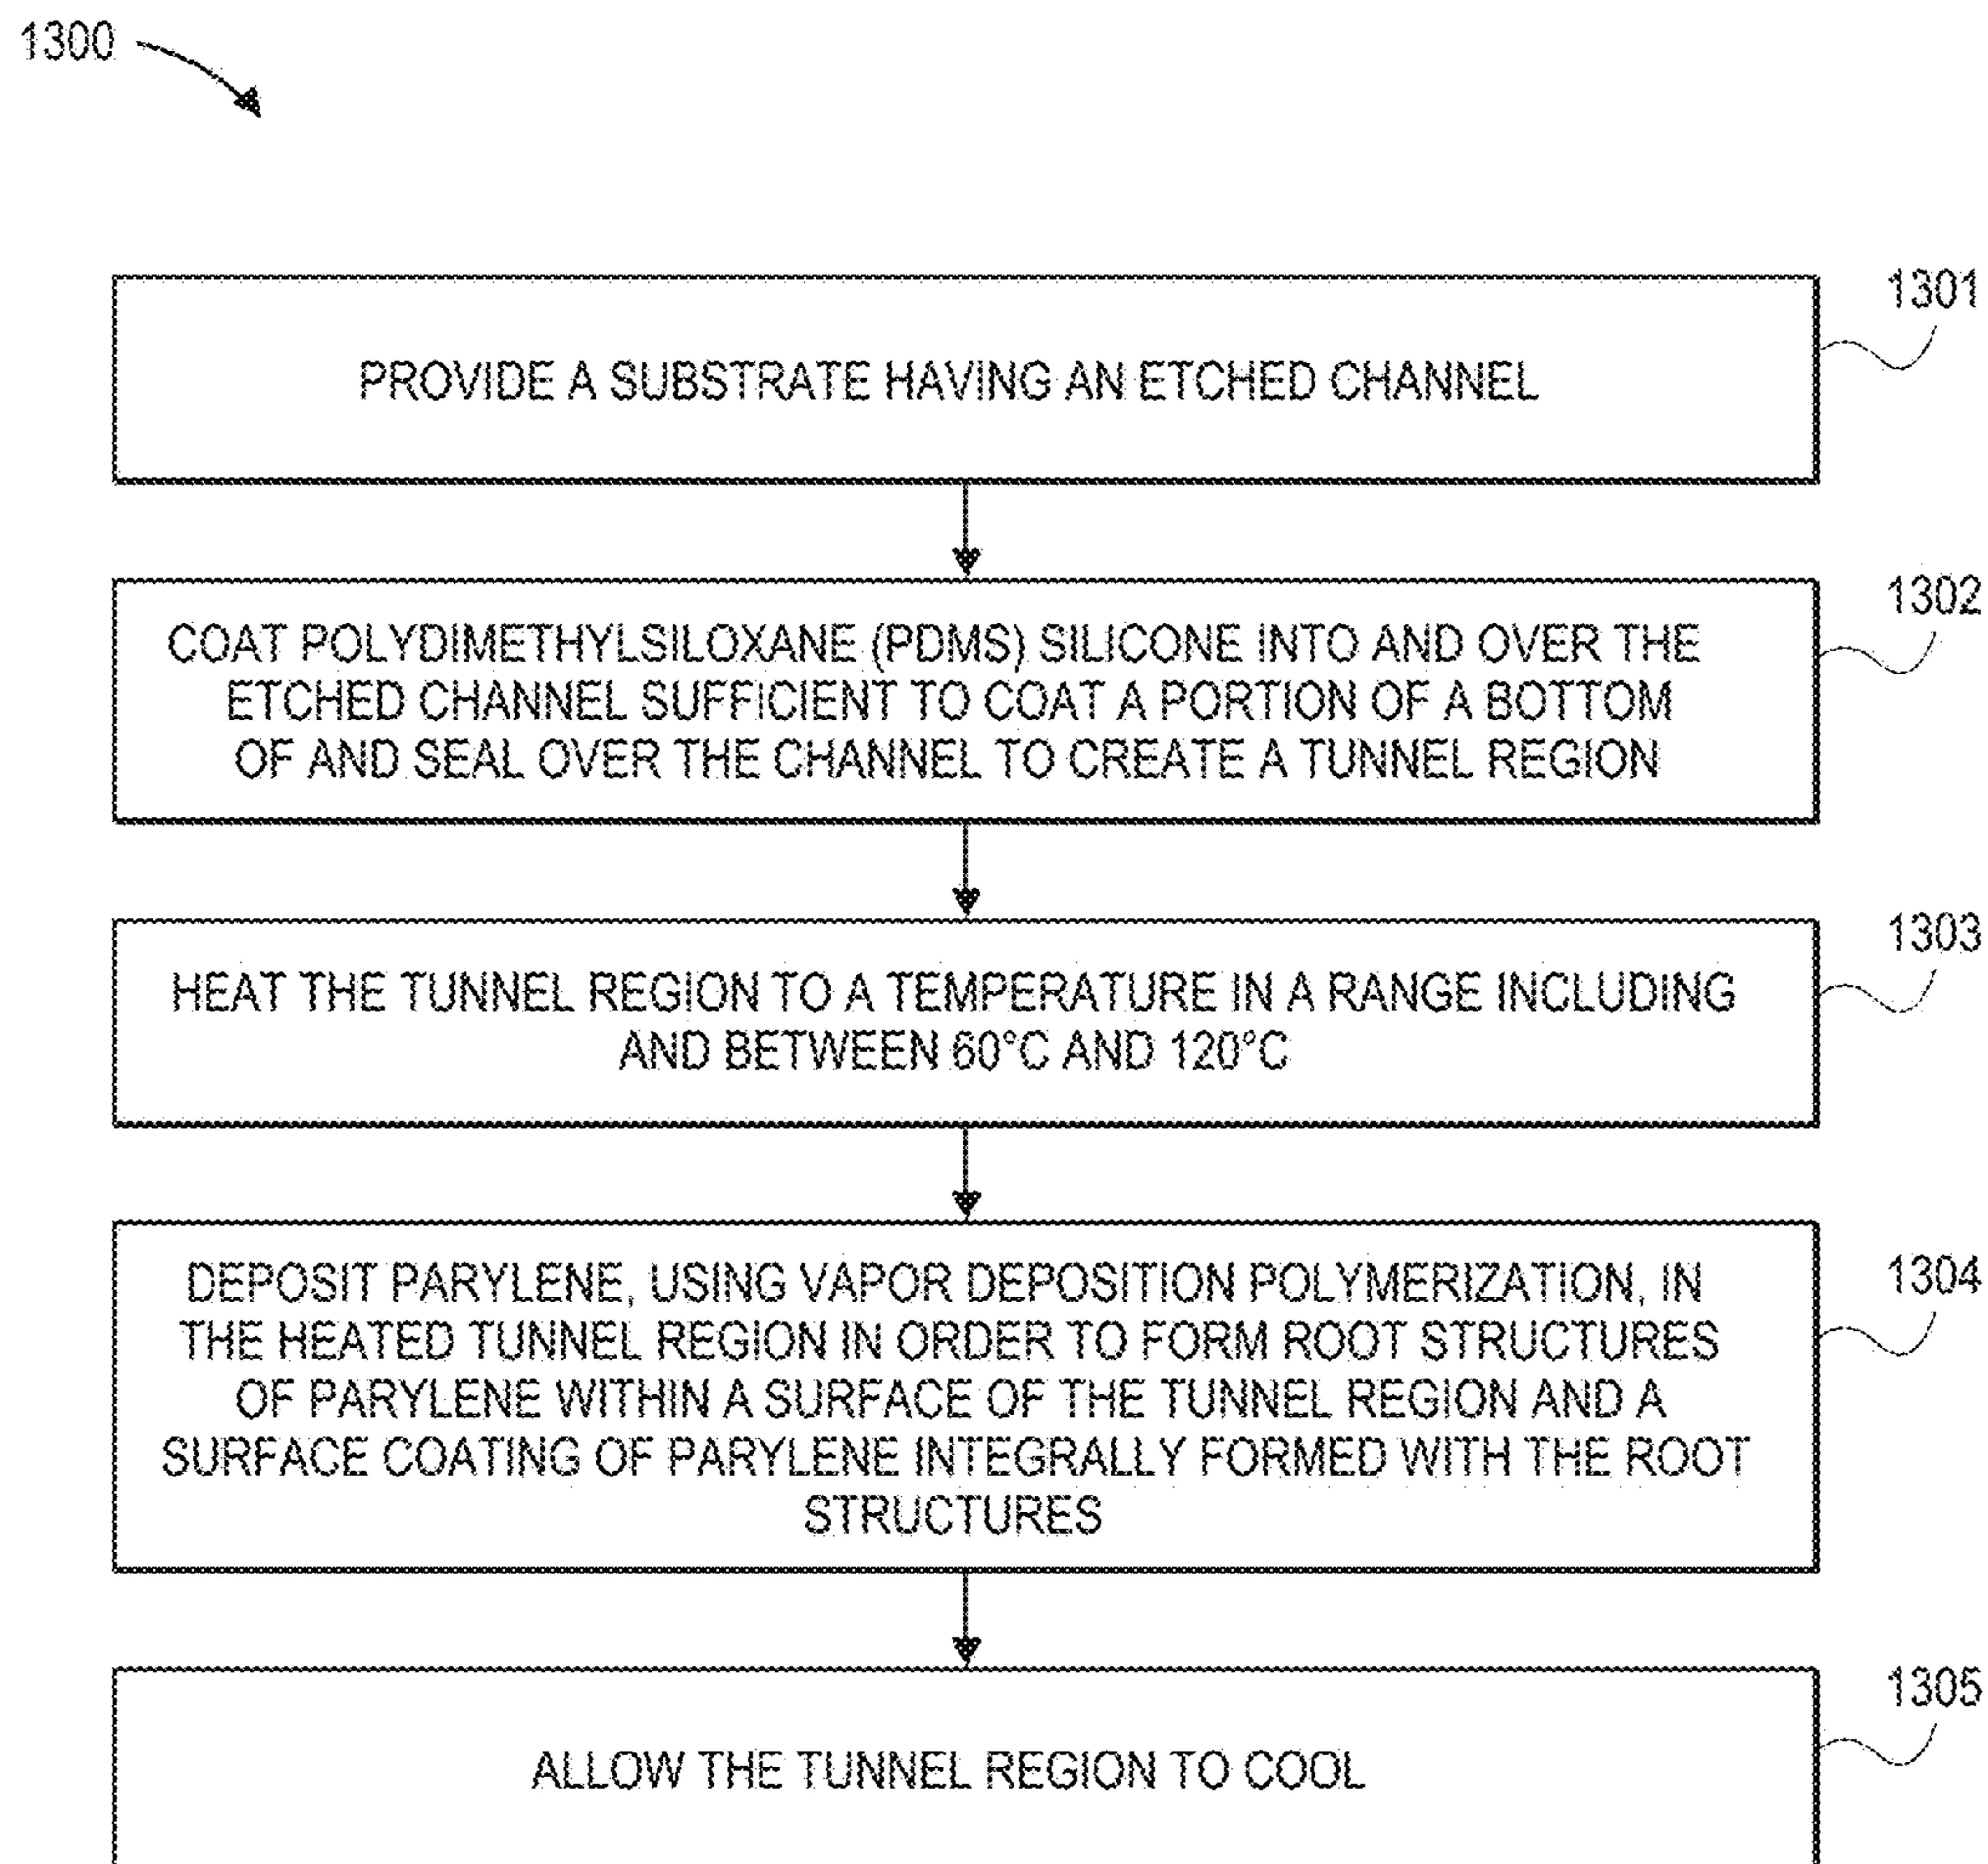 1300
1301
PROVIDE A SUBSTRATE HAVING AN ETCHED CHANNEL
1302
COAT POLYDIMETHYLSILOXANE (PDMS) SILICONE INTO AND OVER THE
ETCHED CHANNEL SUFFICIENT TO COAT A PORTION OF A BOTTOM
OF AND SEAL OVER THE CHANNEL TO CREATE A TUNNEL REGION
1303
HEAT THE TUNNEL REGION TO A TEMPERATURE IN A RANGE INCLUDING
AND BETWEEN 60°C AND 120°C
1304
DEPOSIT PARYLENE, USING VAPOR DEPOSITION POLYMERIZATION, IN
THE HEATED TUNNEL REGION IN ORDER TO FORM ROOT STRUCTURES
OF PARYLENE WITHIN A SURFACE OF THE TUNNEL REGION AND A
SURFACE COATING OF PARYLENE INTEGRALLY FORMED WITH THE ROOT
STRUCTURES
1305
ALLOW THE TUNNEL REGION TO COOL